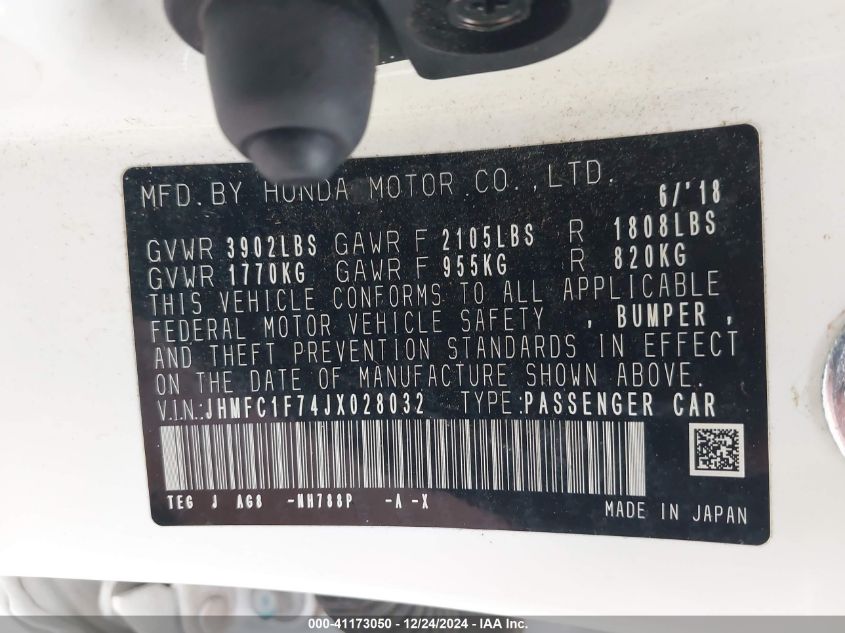 MFD. BY HONDA MOTOR CO., LTD. 6/'18
GVWR 3902LBS GAWR F 2105LBS R 1808LBS
GVWR 1770KG GAWR F 955KG R 820KG
THIS VEHICLE CONFORMS TO ALL APPLICABLE
FEDERAL MOTOR VEHICLE SAFETY , BUMPER ,
AND THEFT PREVENTION STANDARDS IN EFFECT
ON THE DATE OF MANUFACTURE SHOWN ABOVE.
V.I.N.:JHMFC1F74JX028032 TYPE:PASSENGER CAR
TEG J AG8 -NH788P -A -X
MADE IN JAPAN
000-41173050 - 12/24/2024 - IAA Inc.